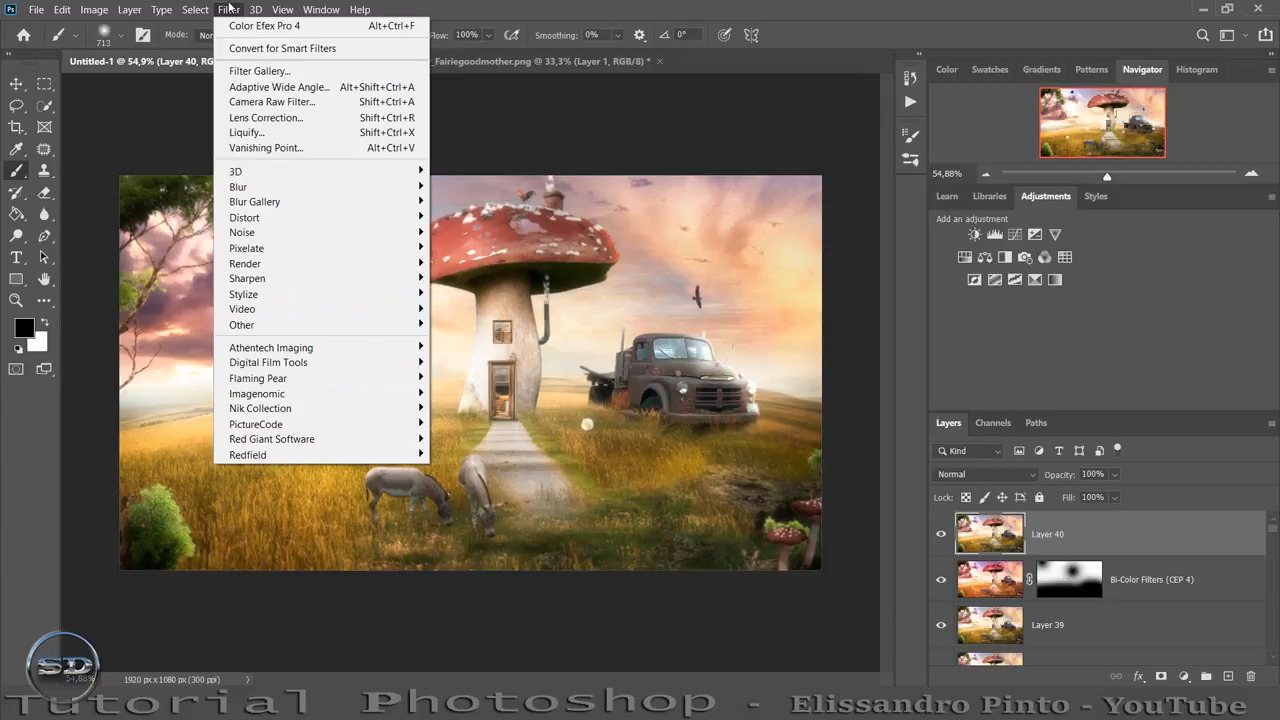 Ps File Edit Image Layer Type Select Filter 3D View Window Help
713 Mode: Flow: 100% Smoothing: 0% 0°
Untitled-1 @ 54,9% (Layer 40, _Fairiegoodmother.png @ 33,3% (Layer 1, RGB/8) *
Color Efex Pro 4 Alt+Ctrl+F
Convert for Smart Filters
Filter Gallery...
Adaptive Wide Angle... Alt+Shift+Ctrl+A
Camera Raw Filter... Shift+Ctrl+A
Lens Correction... Shift+Ctrl+R
Liquify... Shift+Ctrl+X
Vanishing Point... Alt+Ctrl+V
3D
Blur
Blur Gallery
Distort
Noise
Pixelate
Render
Sharpen
Stylize
Video
Other
Athentech Imaging
Digital Film Tools
Flaming Pear
Imagenomic
Nik Collection
PictureCode
Red Giant Software
Redfield
Color Swatches Gradients Patterns Navigator Histogram
54,88%
Learn Libraries Adjustments Styles
Add an adjustment
Layers Channels Paths
Kind
Normal Opacity: 100%
Lock: Fill: 100%
Layer 40
Bi-Color Filters (CEP 4)
Layer 39
SD
54,88% 1920 px x 1080 px (300 ppi)
Tutorial Photoshop - Elissandro Pinto - YouTube